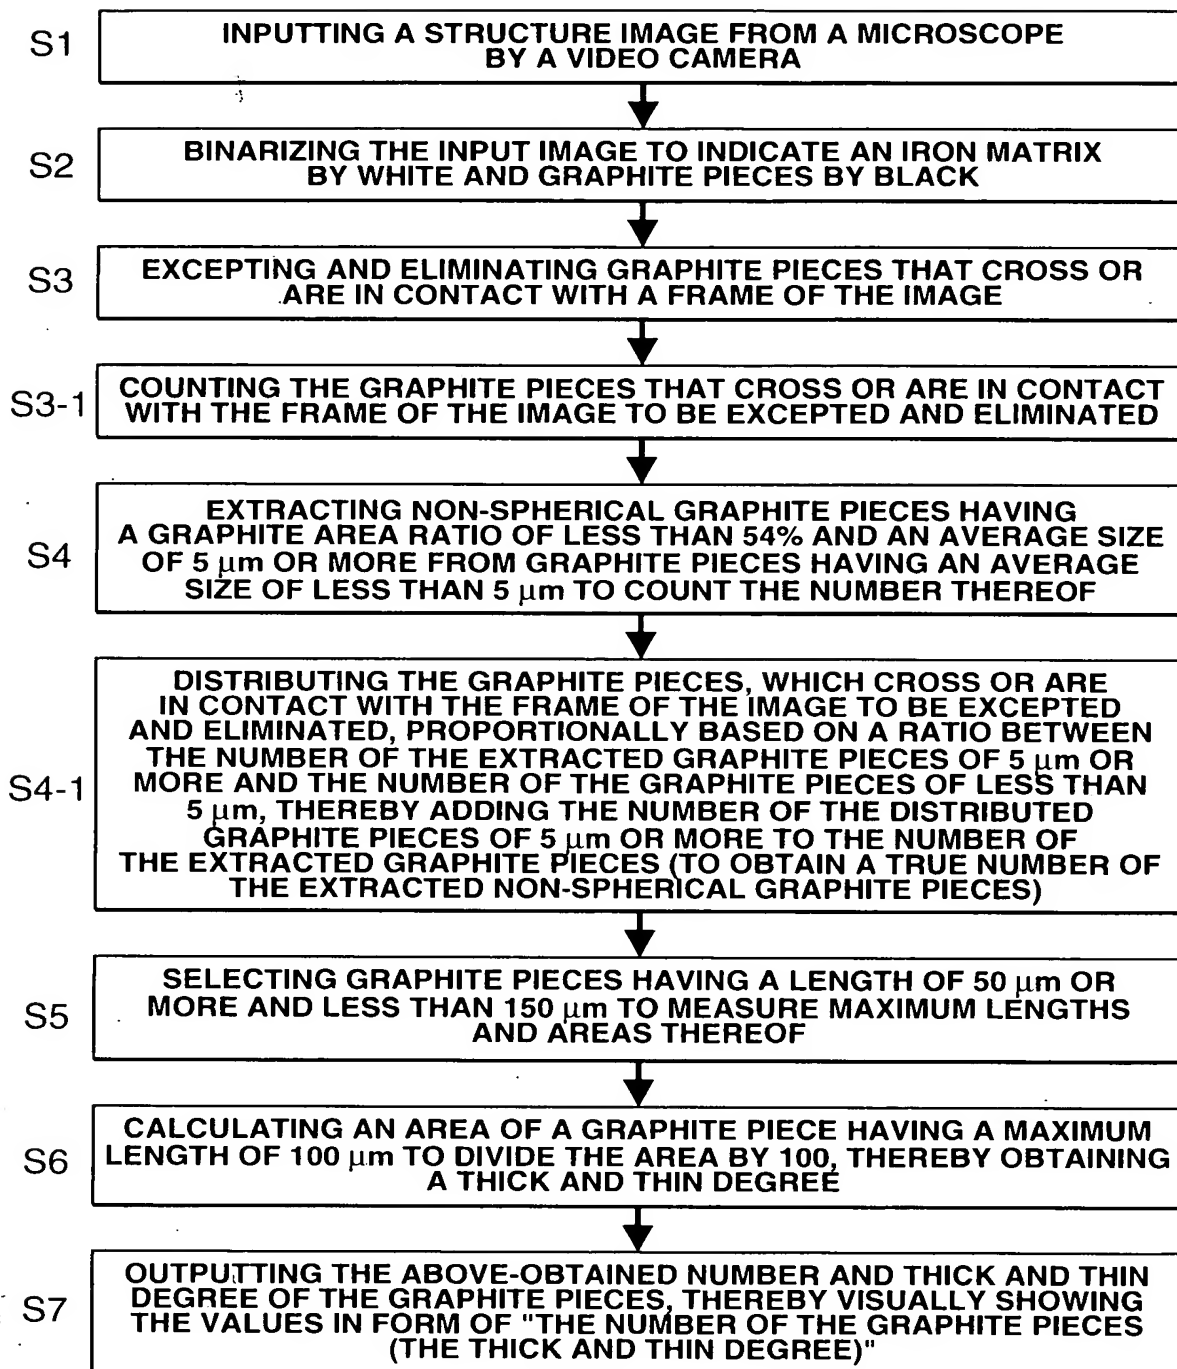 S1
INPUTTING A STRUCTURE IMAGE FROM A MICROSCOPE
BY A VIDEO CAMERA
S2
BINARIZING THE INPUT IMAGE TO INDICATE AN IRON MATRIX
BY WHITE AND GRAPHITE PIECES BY BLACK
S3
EXCEPTING AND ELIMINATING GRAPHITE PIECES THAT CROSS OR
ARE IN CONTACT WITH A FRAME OF THE IMAGE
S3-1
COUNTING THE GRAPHITE PIECES THAT CROSS OR ARE IN CONTACT
WITH THE FRAME OF THE IMAGE TO BE EXCEPTED AND ELIMINATED
S4
EXTRACTING NON-SPHERICAL GRAPHITE PIECES HAVING
A GRAPHITE AREA RATIO OF LESS THAN 54% AND AN AVERAGE SIZE
OF 5 μm OR MORE FROM GRAPHITE PIECES HAVING AN AVERAGE
SIZE OF LESS THAN 5 μm TO COUNT THE NUMBER THEREOF
S4-1
DISTRIBUTING THE GRAPHITE PIECES, WHICH CROSS OR ARE
IN CONTACT WITH THE FRAME OF THE IMAGE TO BE EXCEPTED
AND ELIMINATED, PROPORTIONALLY BASED ON A RATIO BETWEEN
THE NUMBER OF THE EXTRACTED GRAPHITE PIECES OF 5 μm OR
MORE AND THE NUMBER OF THE GRAPHITE PIECES OF LESS THAN
5 μm, THEREBY ADDING THE NUMBER OF THE DISTRIBUTED
GRAPHITE PIECES OF 5 μm OR MORE TO THE NUMBER OF
THE EXTRACTED GRAPHITE PIECES (TO OBTAIN A TRUE NUMBER OF
THE EXTRACTED NON-SPHERICAL GRAPHITE PIECES)
S5
SELECTING GRAPHITE PIECES HAVING A LENGTH OF 50 μm OR
MORE AND LESS THAN 150 μm TO MEASURE MAXIMUM LENGTHS
AND AREAS THEREOF
S6
CALCULATING AN AREA OF A GRAPHITE PIECE HAVING A MAXIMUM
LENGTH OF 100 μm TO DIVIDE THE AREA BY 100, THEREBY OBTAINING
A THICK AND THIN DEGREE
S7
OUTPUTTING THE ABOVE-OBTAINED NUMBER AND THICK AND THIN
DEGREE OF THE GRAPHITE PIECES, THEREBY VISUALLY SHOWING
THE VALUES IN FORM OF "THE NUMBER OF THE GRAPHITE PIECES
(THE THICK AND THIN DEGREE)"